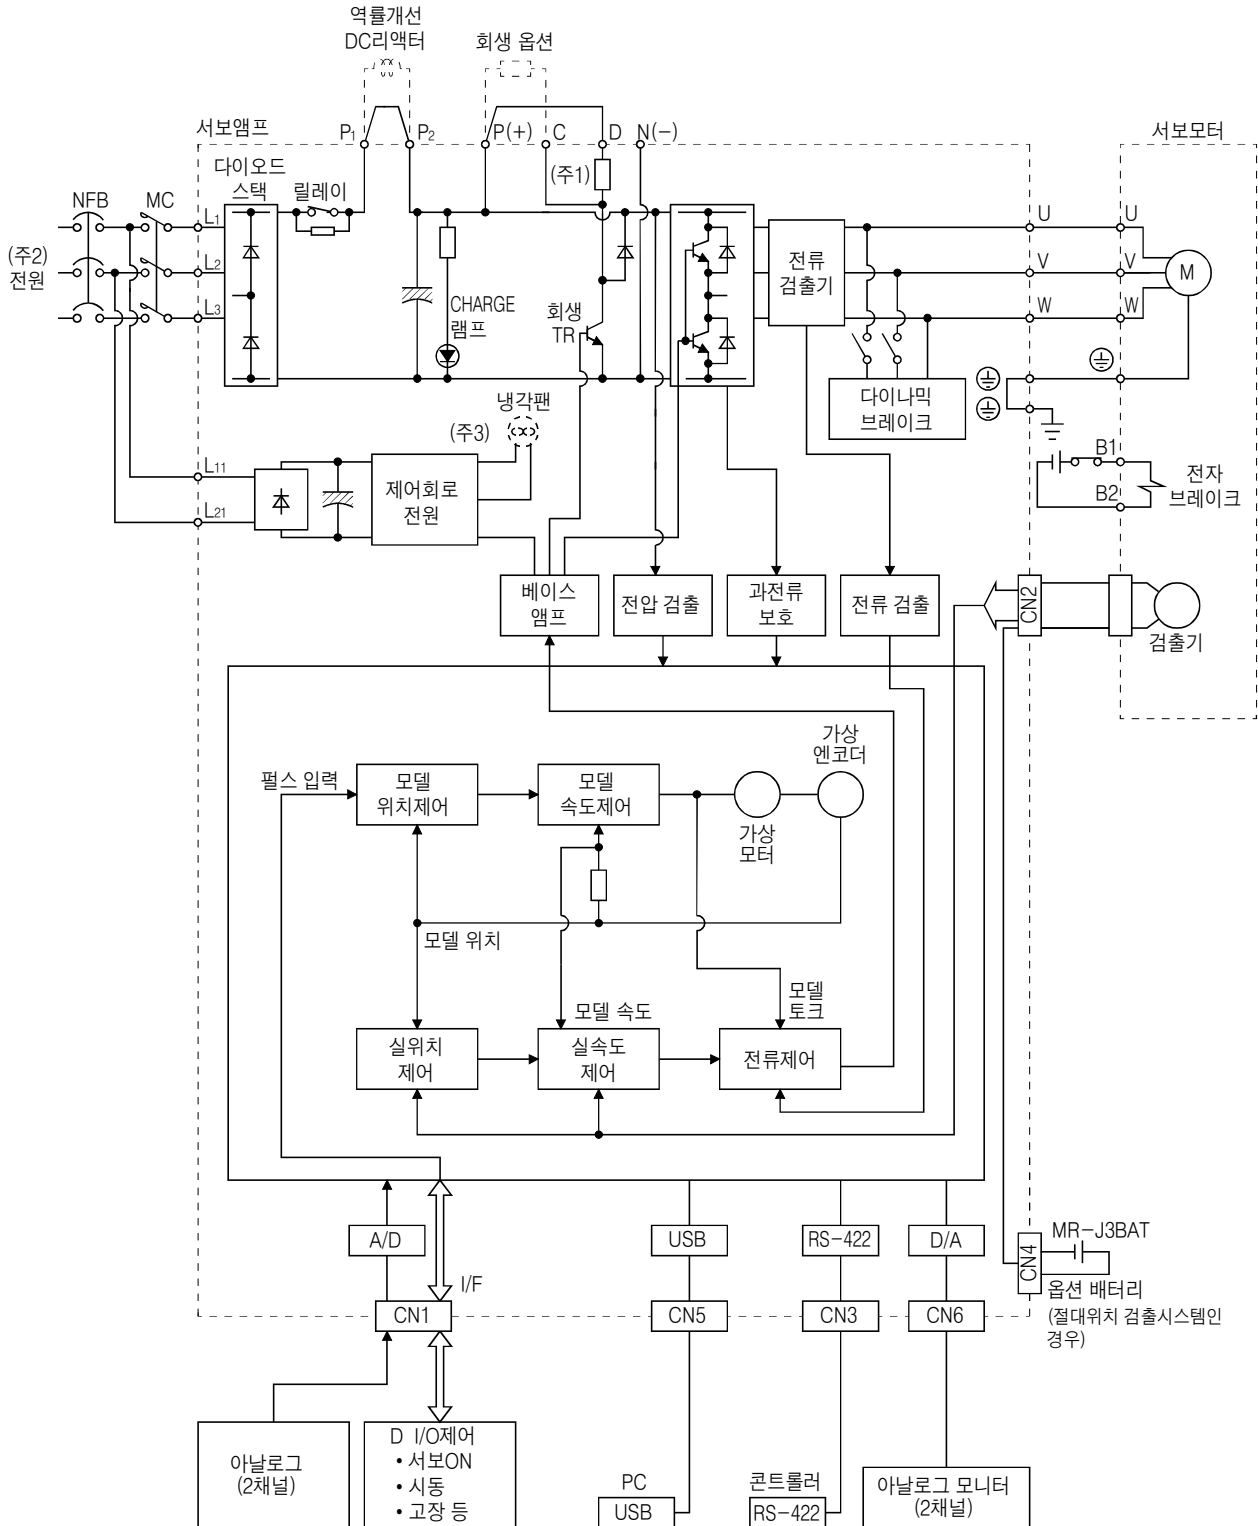 역률개선
DC리액터
회생 옵션
서보앰프
P1
P2
P(+)
C
D
N(−)
서보모터
다이오드
스택
릴레이
(주1)
NFB
MC
L1
L2
L3
(주2)
전원
CHARGE
램프
회생
TR
전류
검출기
U
V
W
U
V
W
M
다이나믹
브레이크
냉각팬
(주3)
L11
L21
제어회로
전원
B1
B2
전자
브레이크
베이스
앰프
전압 검출
과전류
보호
전류 검출
CN2
검출기
펄스 입력
모델
위치제어
모델
속도제어
가상
엔코더
가상
모터
모델 위치
모델 속도
모델
토크
실위치
제어
실속도
제어
전류제어
A/D
I/F
USB
RS−422
D/A
CN4
MR−J3BAT
옵션 배터리
(절대위치 검출시스템인
경우)
CN1
CN5
CN3
CN6
아날로그
(2채널)
D I/O제어
• 서보ON
• 시동
• 고장 등
PC
USB
콘트롤러
RS−422
아날로그 모니터
(2채널)